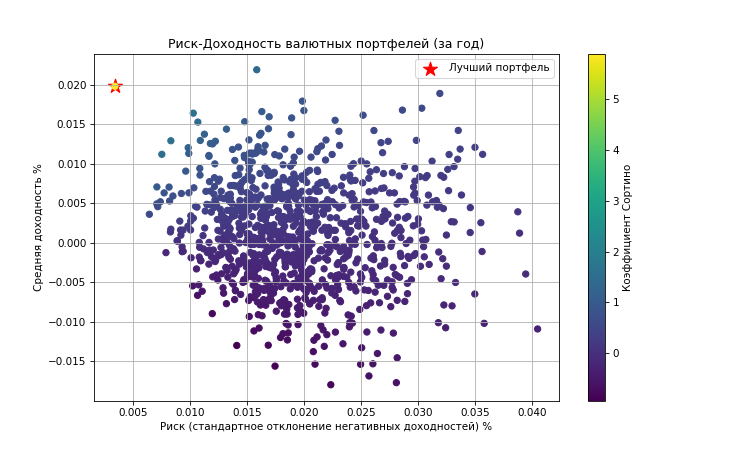 Риск-Доходность валютных портфелей (за год)
Лучший портфель
Средняя доходность %
0.020
0.015
0.010
0.005
0.000
−0.005
−0.010
−0.015
0.005 0.010 0.015 0.020 0.025 0.030 0.035 0.040
Риск (стандартное отклонение негативных доходностей) %
5
4
3
2
1
0
Коэффициент Сортино